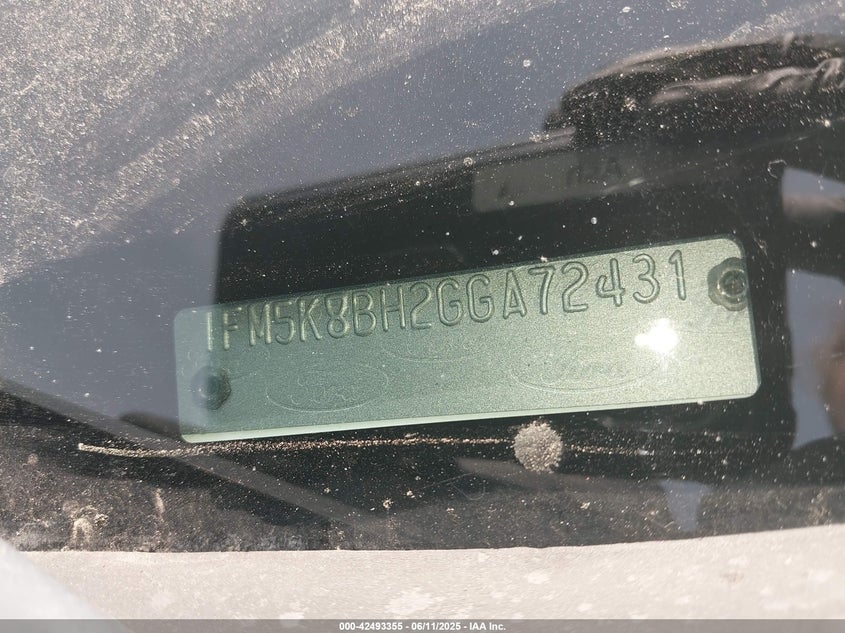 1FM5K8BH2GGA72431
000-42493355 | 06/11/2025 - IAA Inc.